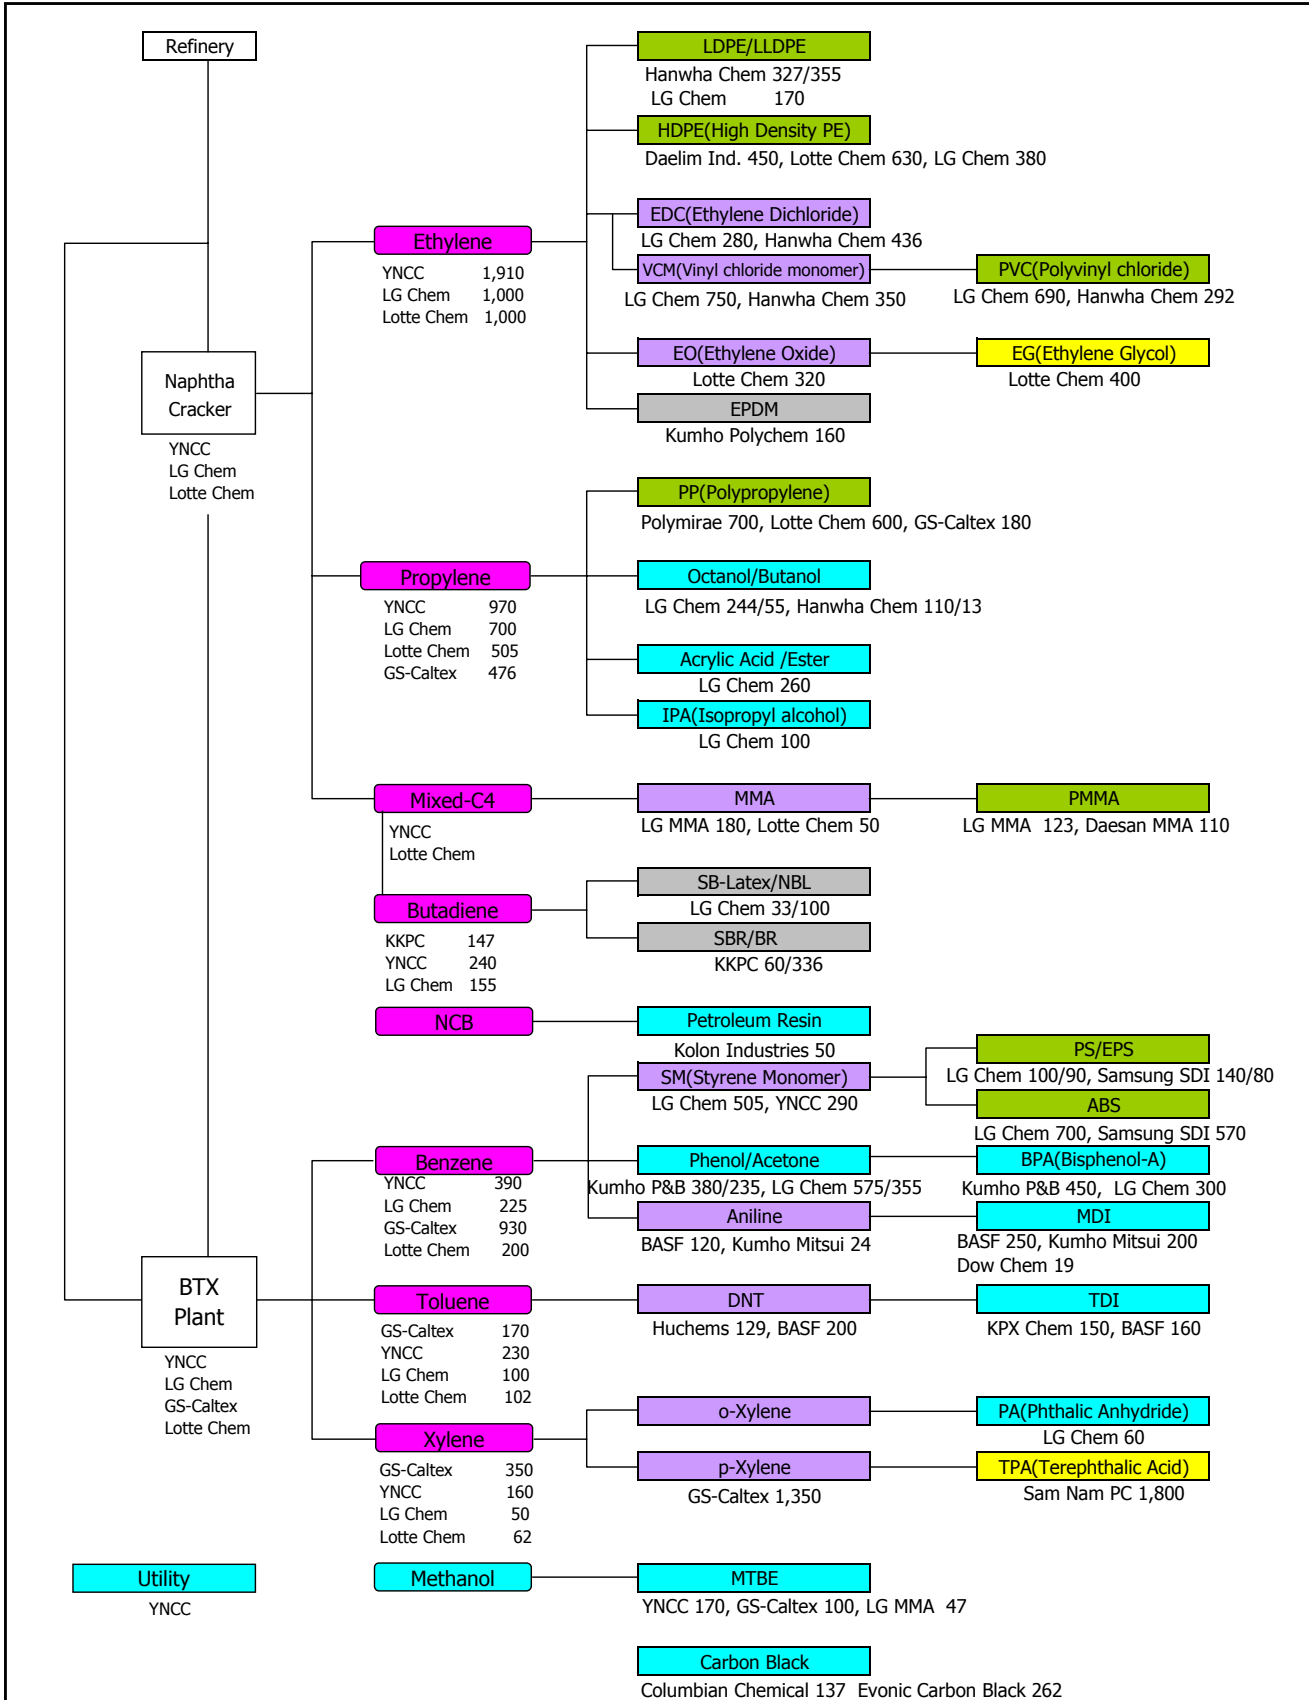 Refinery
LDPE/LLDPE
Hanwha Chem 327/355
LG Chem 170
HDPE(High Density PE)
Daelim Ind. 450, Lotte Chem 630, LG Chem 380
EDC(Ethylene Dichloride)
LG Chem 280, Hanwha Chem 436
Ethylene
YNCC 1,910
LG Chem 1,000
Lotte Chem 1,000
VCM(Vinyl chloride monomer)
LG Chem 750, Hanwha Chem 350
PVC(Polyvinyl chloride)
LG Chem 690, Hanwha Chem 292
EO(Ethylene Oxide)
Lotte Chem 320
EG(Ethylene Glycol)
Lotte Chem 400
Naphtha
Cracker
YNCC
LG Chem
Lotte Chem
EPDM
Kumho Polychem 160
PP(Polypropylene)
Polymirae 700, Lotte Chem 600, GS-Caltex 180
Propylene
YNCC 970
LG Chem 700
Lotte Chem 505
GS-Caltex 476
Octanol/Butanol
LG Chem 244/55, Hanwha Chem 110/13
Acrylic Acid /Ester
LG Chem 260
IPA(Isopropyl alcohol)
LG Chem 100
Mixed-C4
YNCC
Lotte Chem
MMA
LG MMA 180, Lotte Chem 50
PMMA
LG MMA 123, Daesan MMA 110
SB-Latex/NBL
LG Chem 33/100
Butadiene
KKPC 147
YNCC 240
LG Chem 155
SBR/BR
KKPC 60/336
NCB
Petroleum Resin
Kolon Industries 50
SM(Styrene Monomer)
LG Chem 505, YNCC 290
PS/EPS
LG Chem 100/90, Samsung SDI 140/80
ABS
LG Chem 700, Samsung SDI 570
Benzene
YNCC 390
LG Chem 225
GS-Caltex 930
Lotte Chem 200
Phenol/Acetone
Kumho P&B 380/235, LG Chem 575/355
BPA(Bisphenol-A)
Kumho P&B 450, LG Chem 300
Aniline
BASF 120, Kumho Mitsui 24
MDI
BASF 250, Kumho Mitsui 200
Dow Chem 19
BTX
Plant
YNCC
LG Chem
GS-Caltex
Lotte Chem
Toluene
GS-Caltex 170
YNCC 230
LG Chem 100
Lotte Chem 102
DNT
Huchems 129, BASF 200
TDI
KPX Chem 150, BASF 160
Xylene
GS-Caltex 350
YNCC 160
LG Chem 50
Lotte Chem 62
o-Xylene
PA(Phthalic Anhydride)
LG Chem 60
p-Xylene
GS-Caltex 1,350
TPA(Terephthalic Acid)
Sam Nam PC 1,800
Utility
YNCC
Methanol
MTBE
YNCC 170, GS-Caltex 100, LG MMA 47
Carbon Black
Columbian Chemical 137 Evonic Carbon Black 262